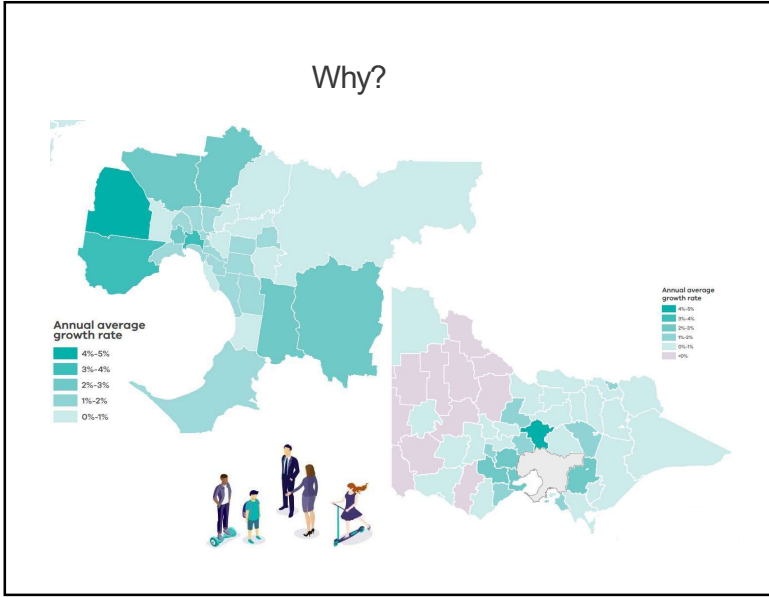 Why?
Annual average
growth rate
4%-5%
3%-4%
2%-3%
1%-2%
0%-1%
Annual average
growth rate
4%-5%
3%-4%
2%-3%
1%-2%
0%-1%
<0%